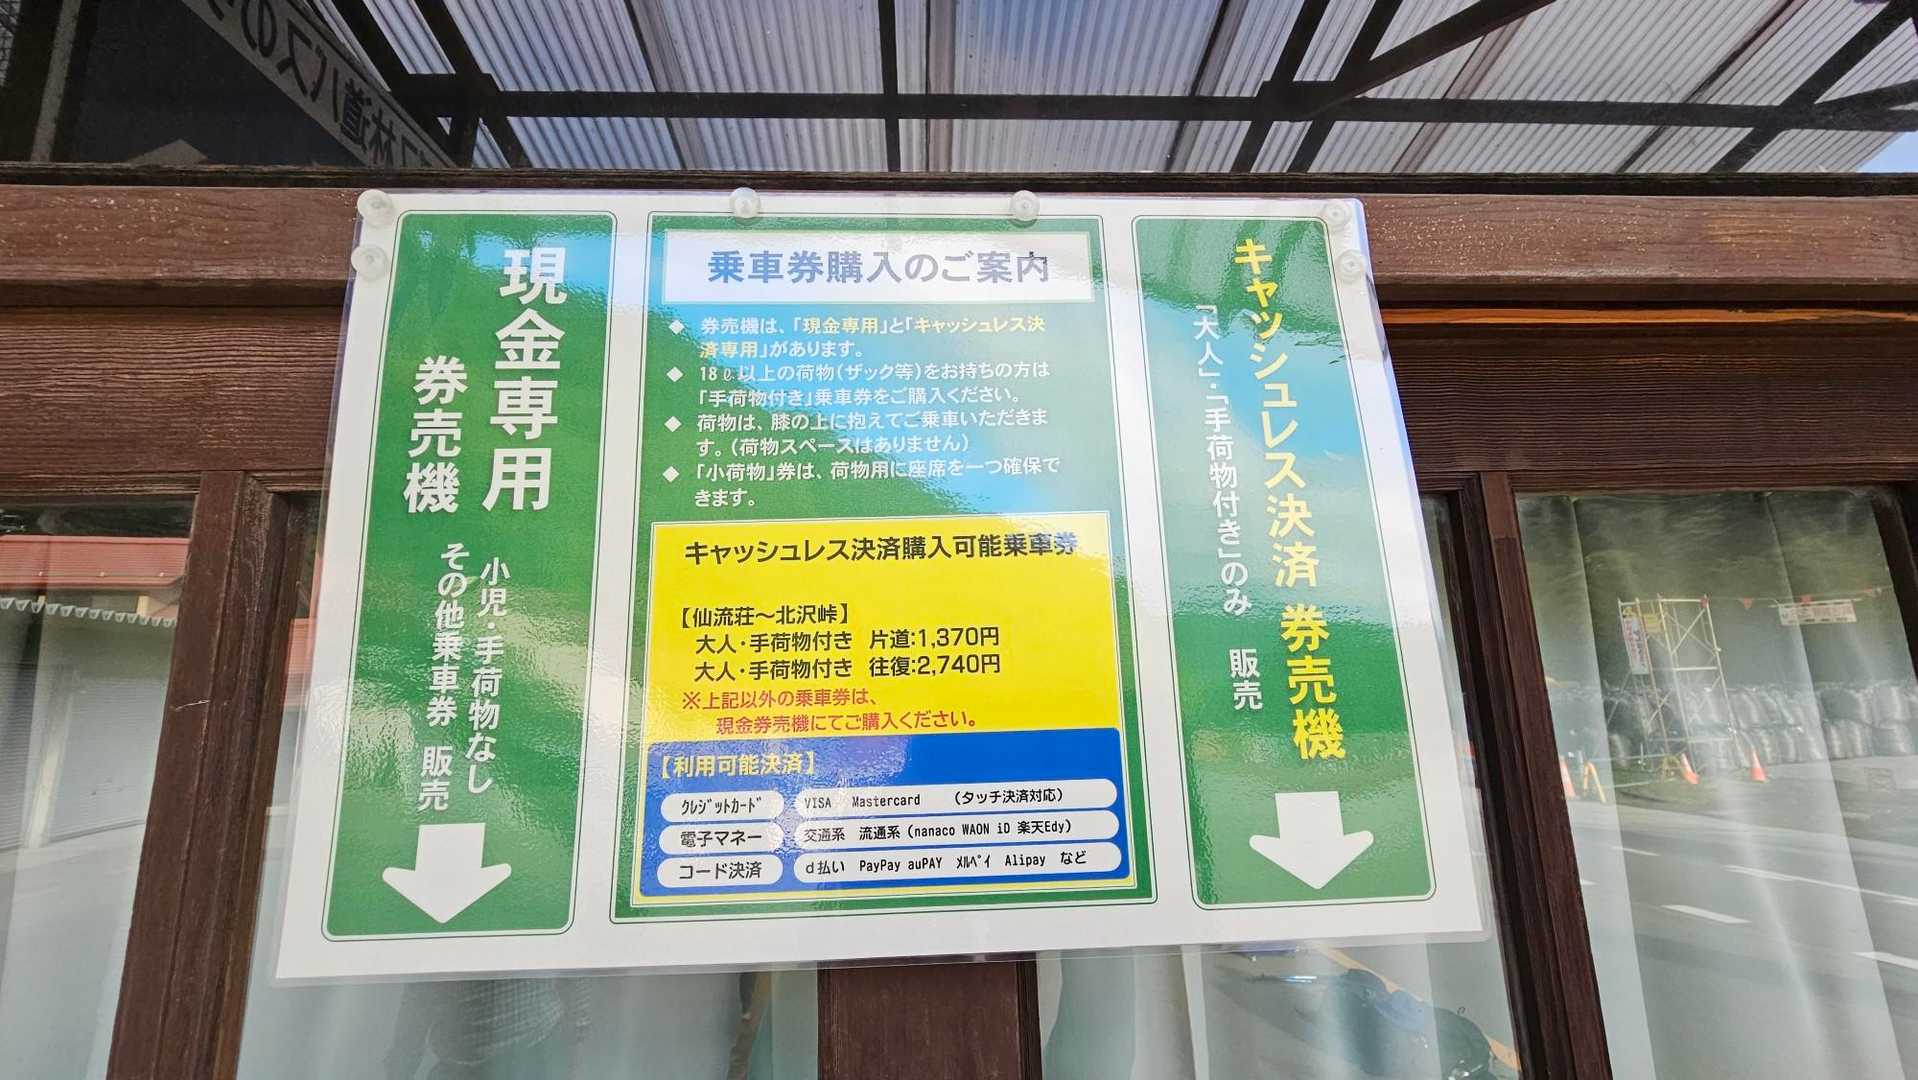 現金専用
券売機
小児・手荷物なし
その他乗車券 販売
乗車券購入のご案内
◆ 券売機は、「現金専用」と「キャッシュレス決
済専用」があります。
◆ 18ℓ以上の荷物（ザック等）をお持ちの方は
「手荷物付き」乗車券をご購入ください。
◆ 荷物は、膝の上に抱えてご乗車いただきま
す。（荷物スペースはありません）
◆ 「小荷物」券は、荷物用に座席を一つ確保で
きます。
キャッシュレス決済購入可能乗車券
【仙流荘～北沢峠】
大人・手荷物付き 片道：1,370円
大人・手荷物付き 往復：2,740円
※上記以外の乗車券は、
現金券売機にてご購入ください。
【利用可能決済】
ｸﾚｼﾞｯﾄｶｰﾄﾞ VISA Mastercard （タッチ決済対応）
電子マネー 交通系 流通系（nanaco WAON iD 楽天Edy）
コード決済 ｄ払い PayPay auPAY ﾒﾙﾍﾟｲ Alipay など
キャッシュレス決済 券売機
「大人」・「手荷物付き」のみ 販売